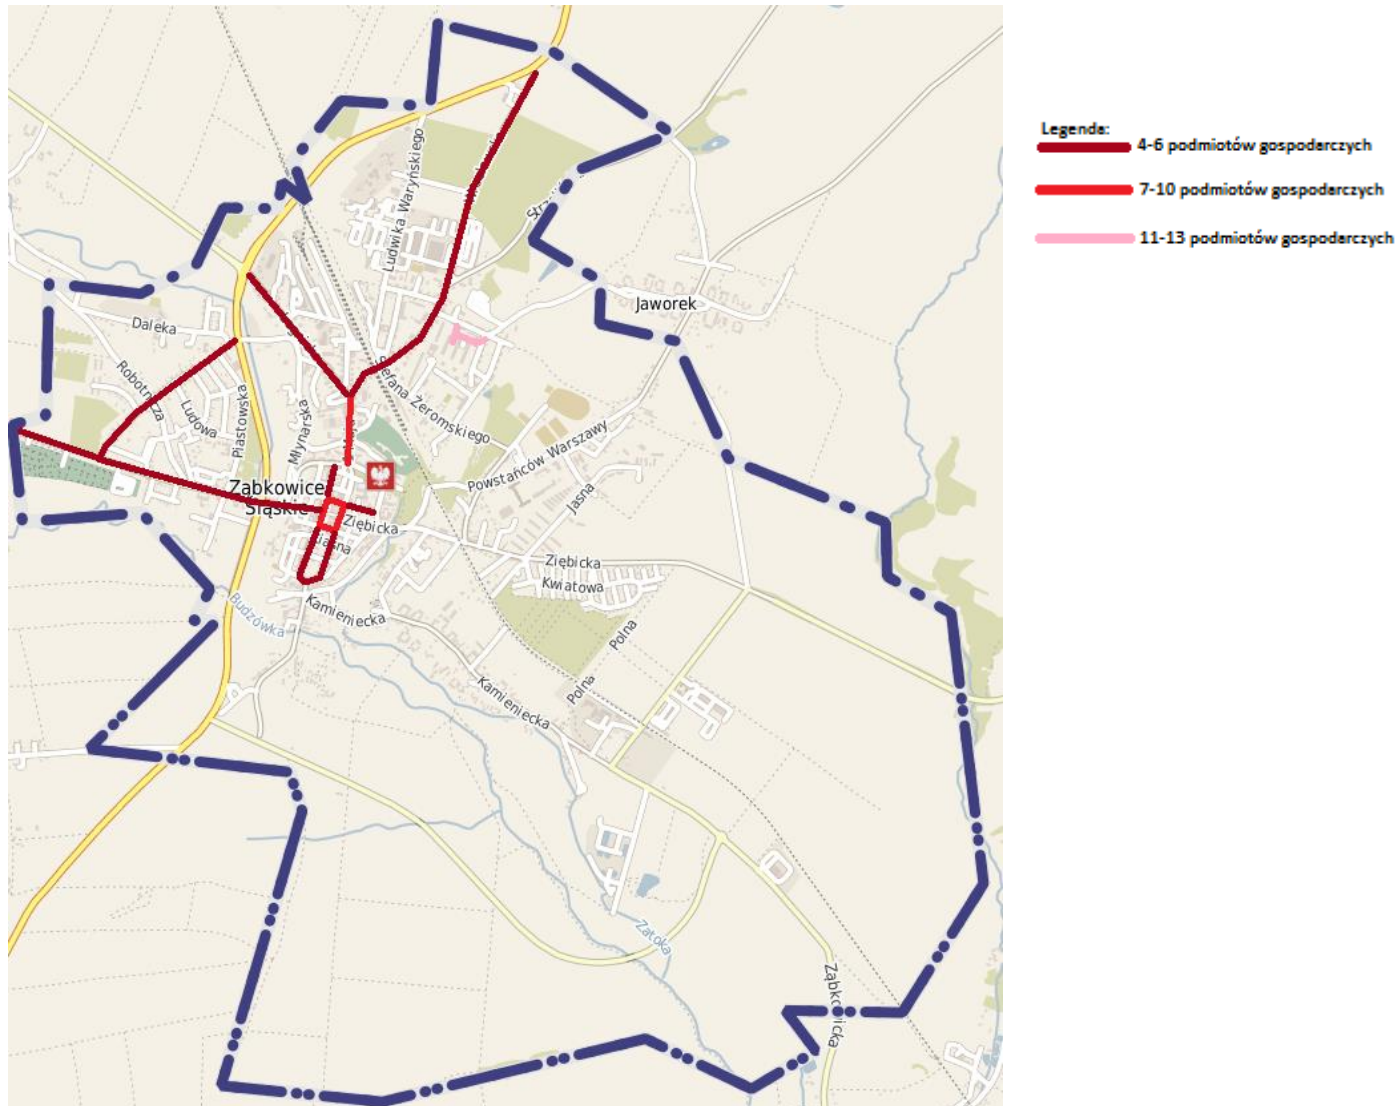 Legenda:
4-6 podmiotów gospodarczych
7-10 podmiotów gospodarczych
11-13 podmiotów gospodarczych
Ludwika Waryńskiego
Jaworek
Daleka
Robotnicza
Ludowa
Piastowska
Młynarska
Stefana Żeromskiego
Powstańców Warszawy
Jasna
Ząbkowice
Śląskie
Ziębicka
Ziębicka
Kwiatowa
Kamieniecka
Budzówka
Polna
Polna
Kamieniecka
Zatoka
Ząbkowicka